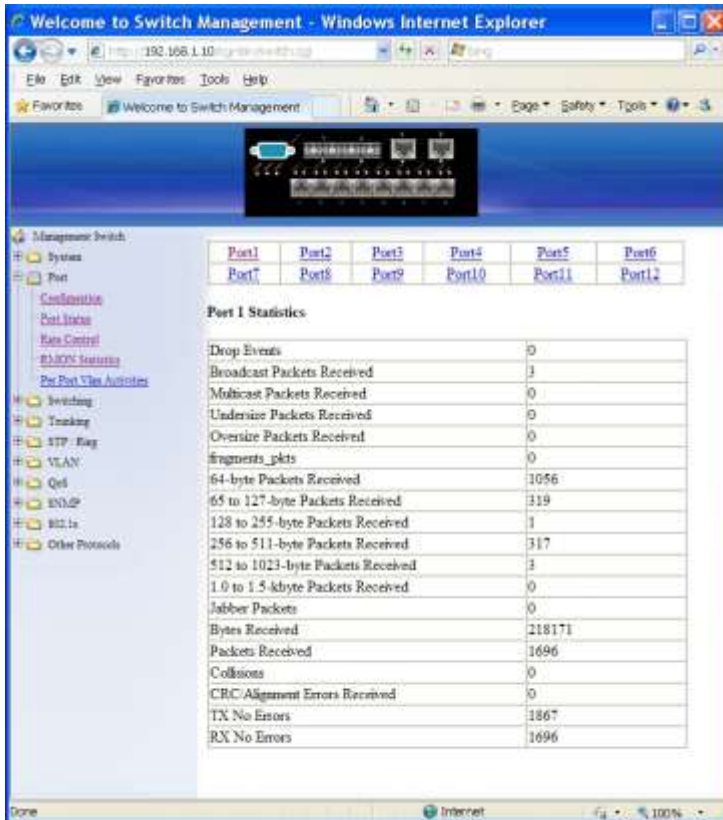 Welcome to Switch Management - Windows Internet Explorer
192.168.1.10
File Edit View Favorites Tools Help
Favorites Welcome to Switch Management Page Safety Tools
Management Switch
System
Port
Configuration
Port Status
Rate Control
RMON Statistics
Per Port Vlan Activities
Switching
Trunking
STP / Ring
VLAN
QoS
SNMP
802.1x
Other Protocols
Port1 Port2 Port3 Port4 Port5 Port6
Port7 Port8 Port9 Port10 Port11 Port12
Port 1 Statistics
Drop Events 0
Broadcast Packets Received 3
Multicast Packets Received 0
Undersize Packets Received 0
Oversize Packets Received 0
fragments_pkts 0
64-byte Packets Received 1056
65 to 127-byte Packets Received 319
128 to 255-byte Packets Received 1
256 to 511-byte Packets Received 317
512 to 1023-byte Packets Received 3
1.0 to 1.5-kbyte Packets Received 0
Jabber Packets 0
Bytes Received 218171
Packets Received 1696
Collisions 0
CRC/Alignment Errors Received 0
TX No Errors 1867
RX No Errors 1696
Done Internet 100%